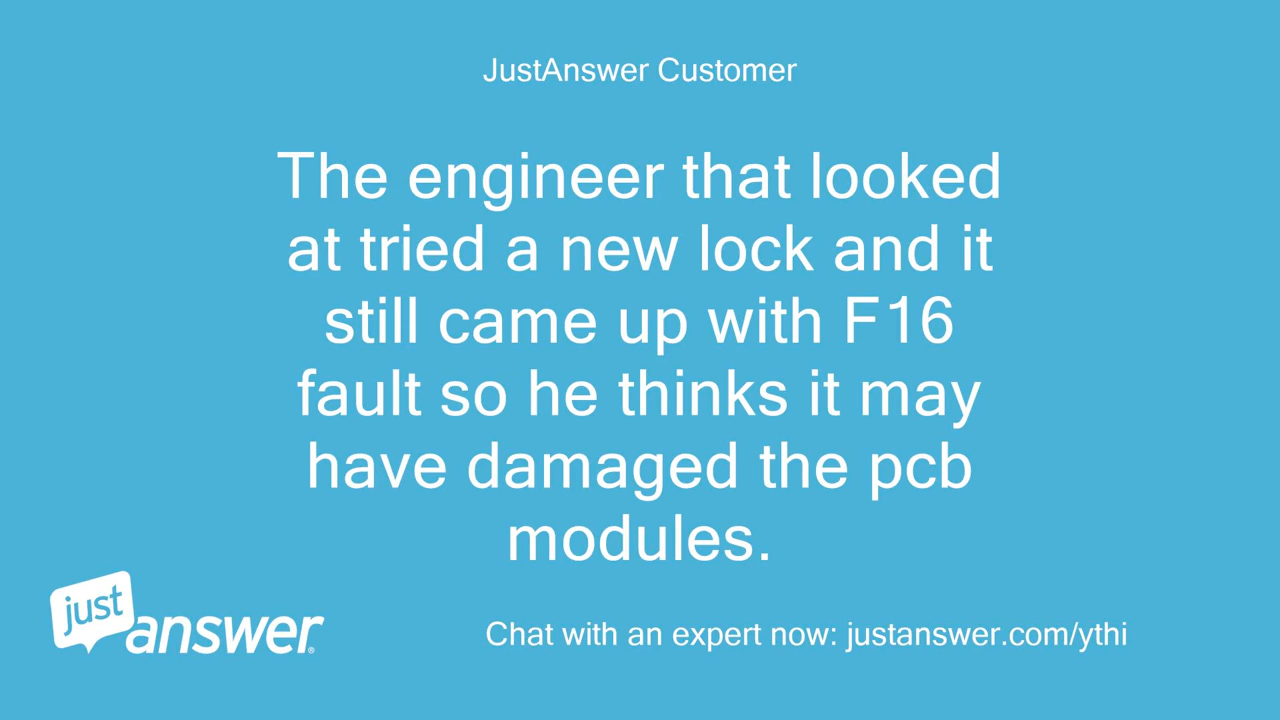 JustAnswer Customer
The engineer that looked
at tried a new lock and it
still came up with F16
fault so he thinks it may
have damaged the pcb
modules.
just
answer®
Chat with an expert now: justanswer.com/ythi